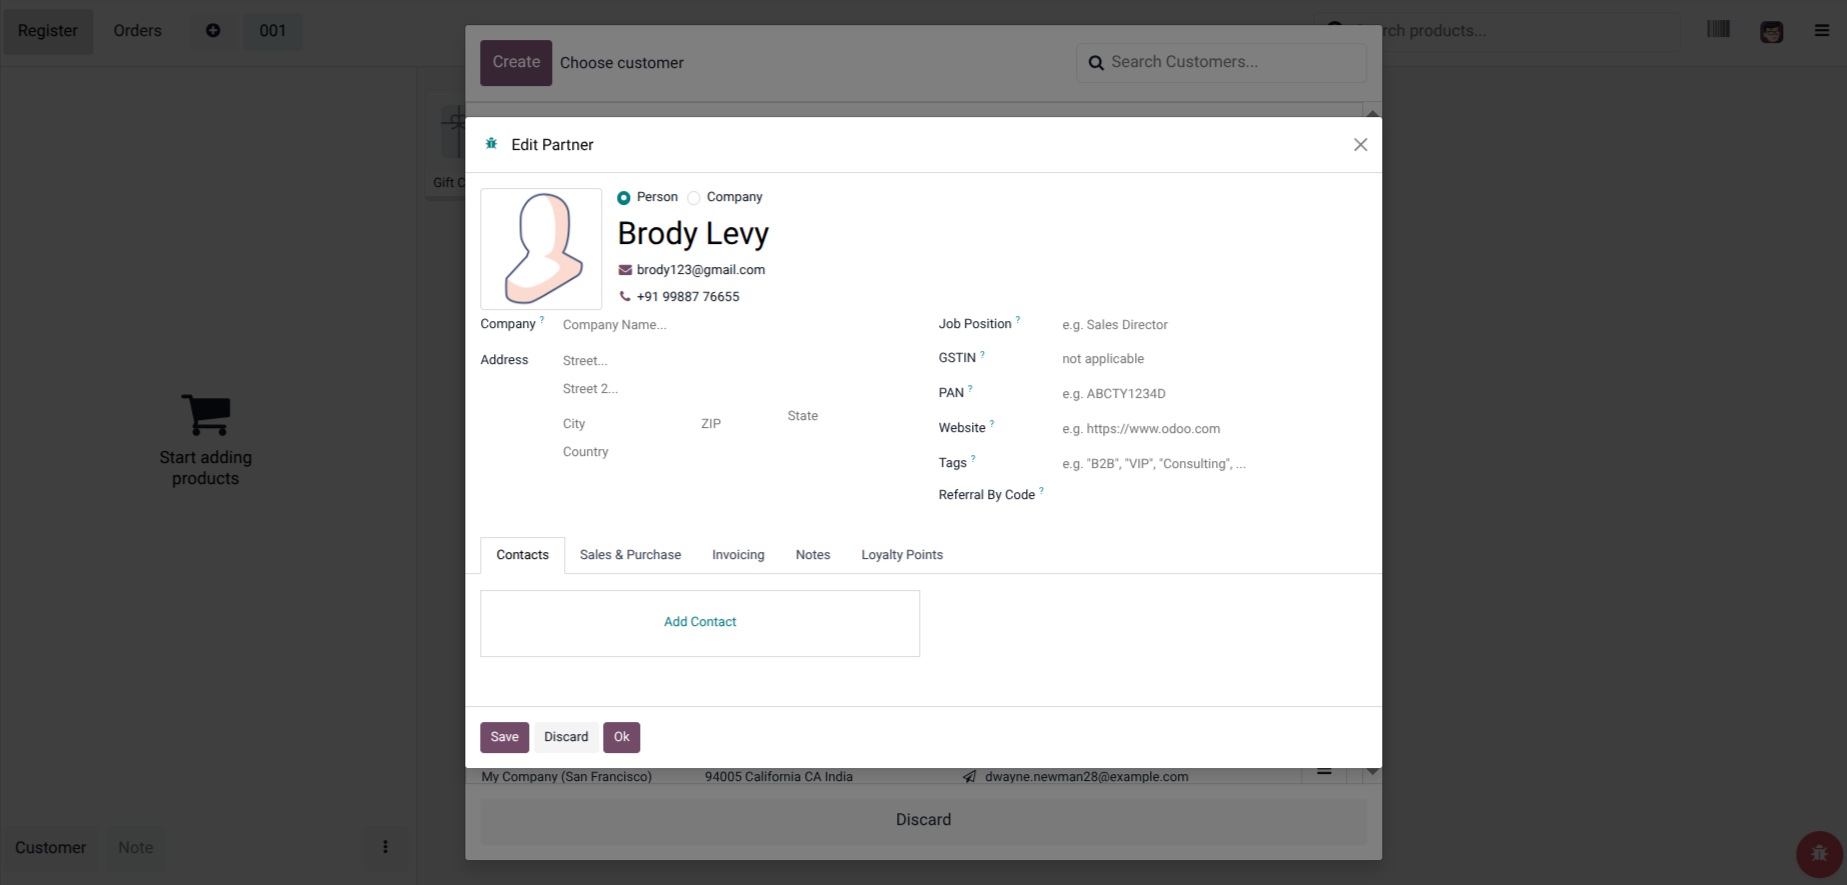 Register Orders 001
rch products...
Create Choose customer Search Customers...
Edit Partner
Gift C
Person Company
Brody Levy
brody123@gmail.com
+91 99887 76655
Company ? Company Name... Job Position ? e.g. Sales Director
Address Street... GSTIN ? not applicable
Street 2... PAN ? e.g. ABCTY1234D
City ZIP State Website ? e.g. https://www.odoo.com
Country Tags ? e.g. "B2B", "VIP", "Consulting", ...
Referral By Code ?
Start adding
products
Contacts Sales & Purchase Invoicing Notes Loyalty Points
Add Contact
Save Discard Ok
My Company (San Francisco) 94005 California CA India dwayne.newman28@example.com
Discard
Customer Note